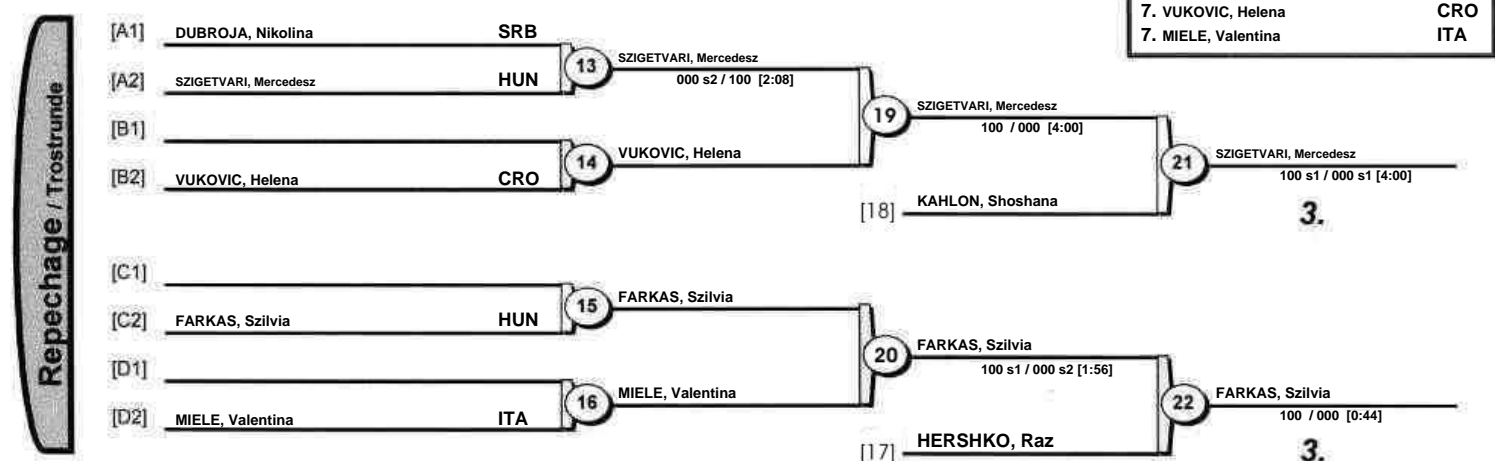 7. VUKOVIC, Helena CRO
7. MIELE, Valentina ITA
Repechage / Trostrunde
[A1] DUBROJA, Nikolina SRB
13 SZIGETVARI, Mercedesz
000 s2 / 100 [2:08]
[A2] SZIGETVARI, Mercedesz HUN
19 SZIGETVARI, Mercedesz
100 / 000 [4:00]
[B1]
14 VUKOVIC, Helena
[B2] VUKOVIC, Helena CRO
21 SZIGETVARI, Mercedesz
100 s1 / 000 s1 [4:00]
[18] KAHLON, Shoshana
3.
[C1]
15 FARKAS, Szilvia
[C2] FARKAS, Szilvia HUN
20 FARKAS, Szilvia
100 s1 / 000 s2 [1:56]
[D1]
16 MIELE, Valentina
[D2] MIELE, Valentina ITA
22 FARKAS, Szilvia
100 / 000 [0:44]
[17] HERSHKO, Raz
3.